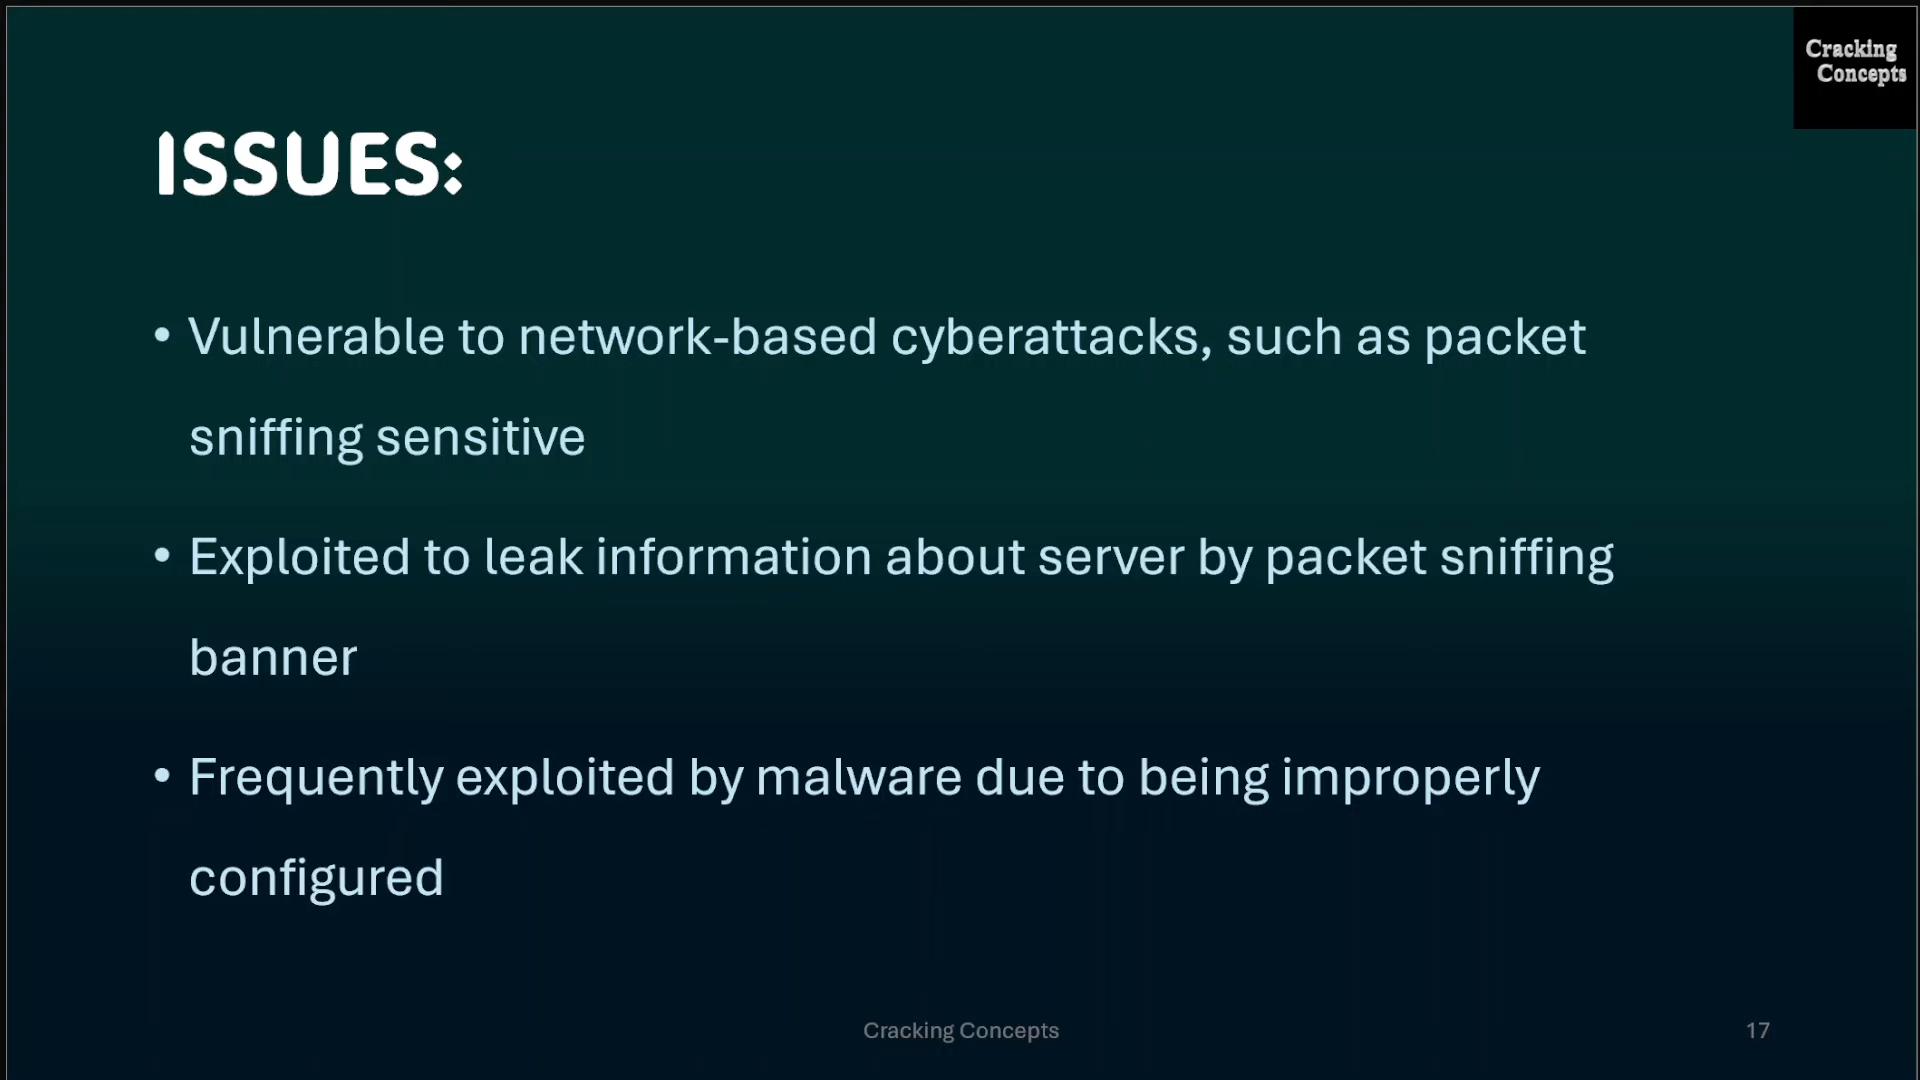 Cracking
Concepts
ISSUES:
• Vulnerable to network-based cyberattacks, such as packet
sniffing sensitive
• Exploited to leak information about server by packet sniffing
banner
• Frequently exploited by malware due to being improperly
configured
Cracking Concepts
17